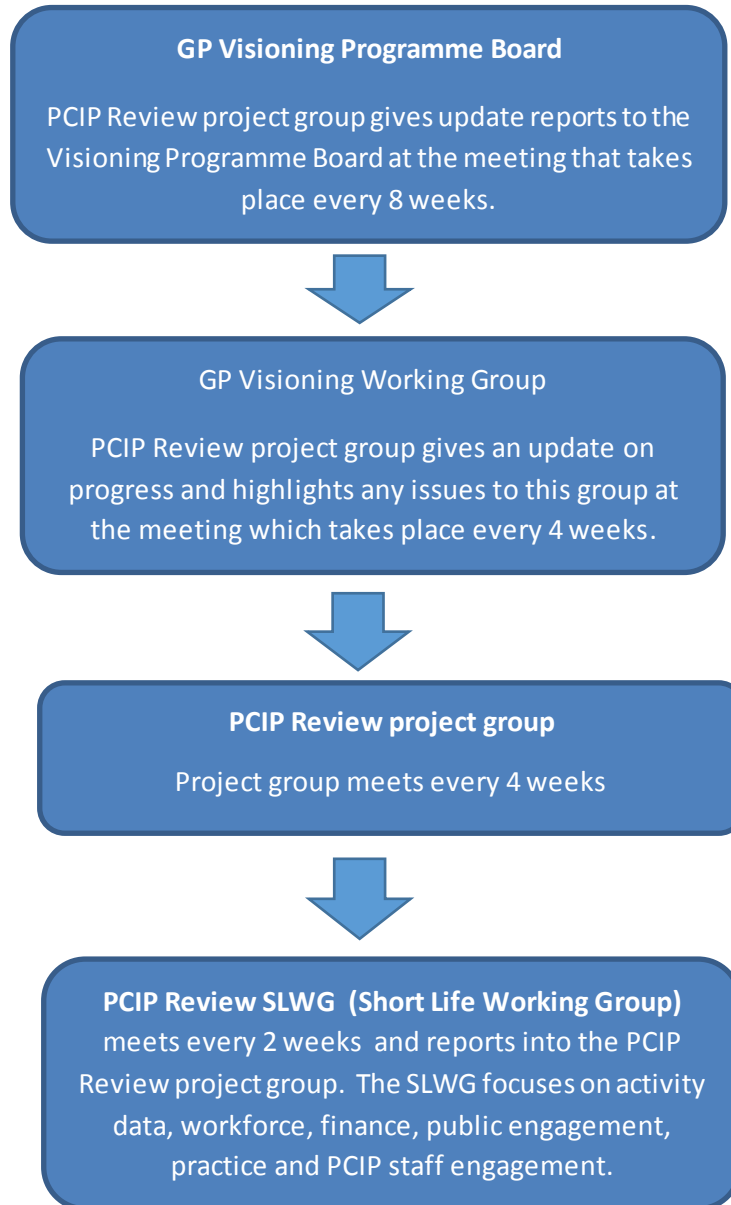 GP Visioning Programme Board
PCIP Review project group gives update reports to the
Visioning Programme Board at the meeting that takes
place every 8 weeks.
GP Visioning Working Group
PCIP Review project group gives an update on
progress and highlights any issues to this group at
the meeting which takes place every 4 weeks.
PCIP Review project group
Project group meets every 4 weeks
PCIP Review SLWG (Short Life Working Group)
meets every 2 weeks and reports into the PCIP
Review project group. The SLWG focuses on activity
data, workforce, finance, public engagement,
practice and PCIP staff engagement.